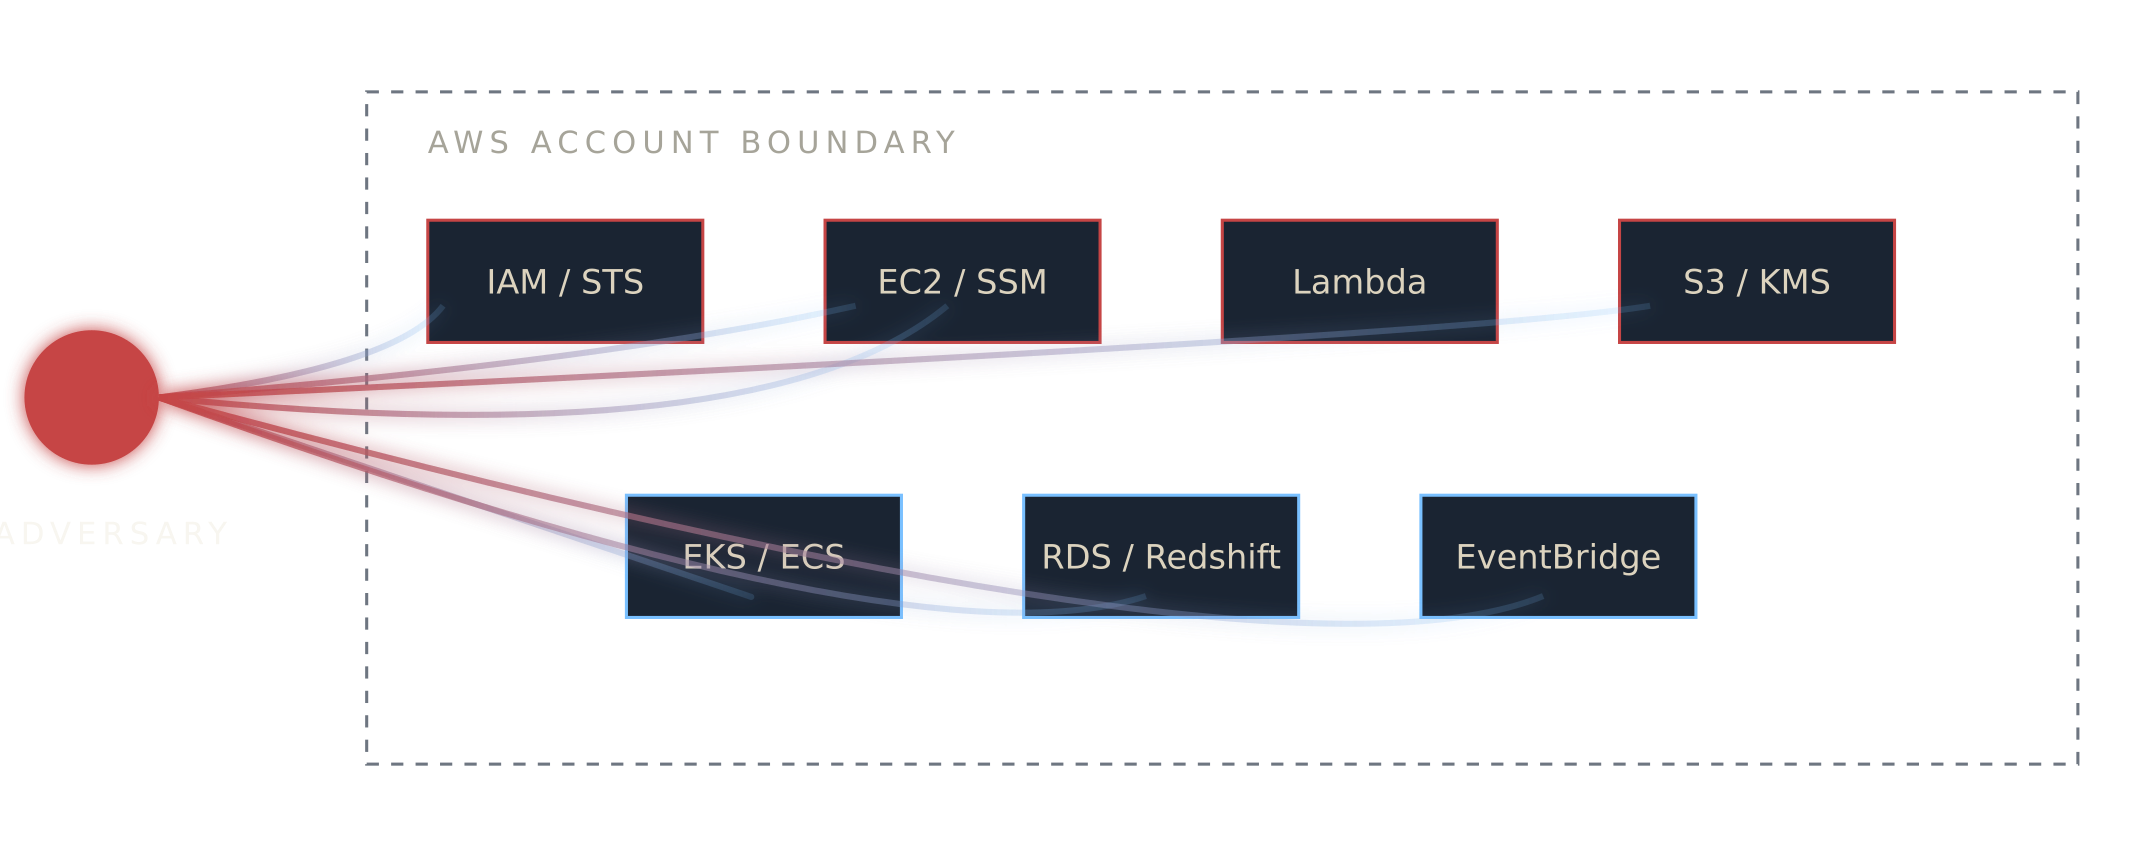 AWS ACCOUNT BOUNDARY
IAM / STS
EC2 / SSM
Lambda
S3 / KMS
ADVERSARY
EKS / ECS
RDS / Redshift
EventBridge